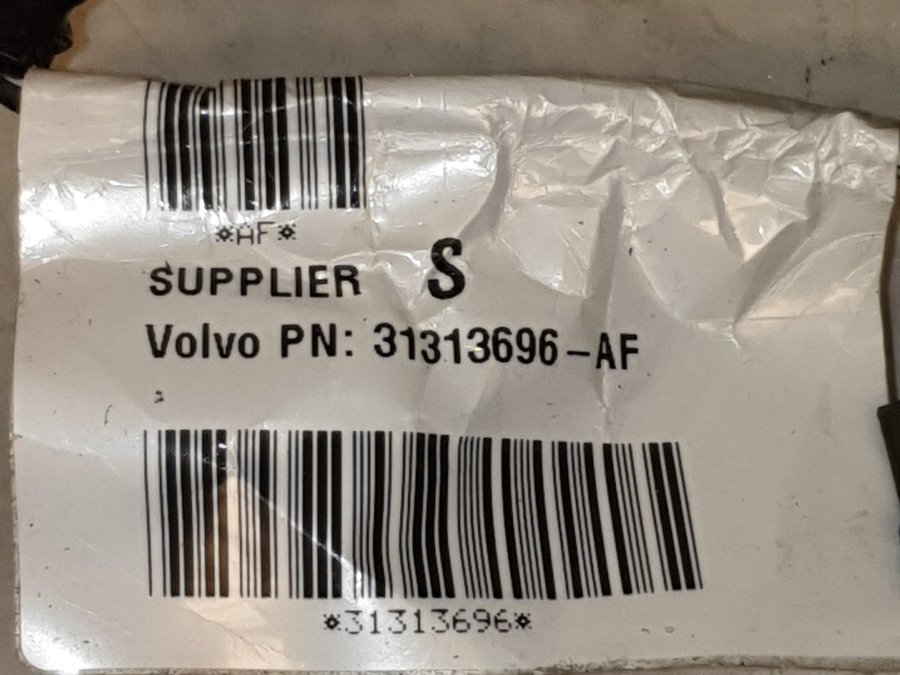 *AF*
SUPPLIER S
Volvo PN: 31313696-AF
*31313696*